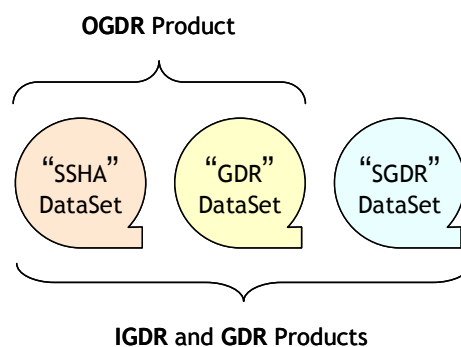 OGDR Product
“SSHA”
DataSet
“GDR”
DataSet
“SGDR”
DataSet
IGDR and GDR Products